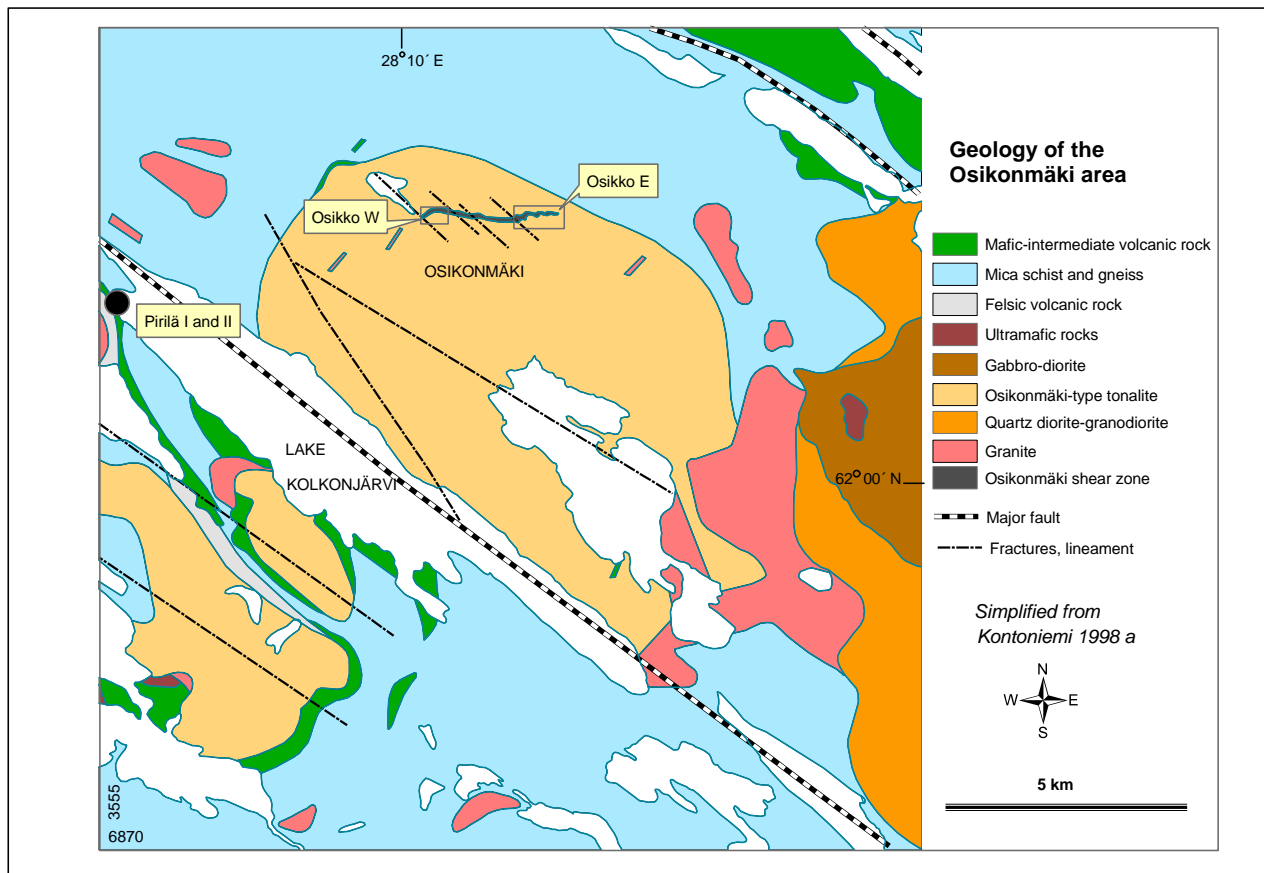 28°10´ E
Osikko E
Osikko W
OSIKONMÄKI
Pirilä I and II
LAKE
KOLKONJÄRVI
62°00´ N
3555
6870
Geology of the
Osikonmäki area
Mafic-intermediate volcanic rock
Mica schist and gneiss
Felsic volcanic rock
Ultramafic rocks
Gabbro-diorite
Osikonmäki-type tonalite
Quartz diorite-granodiorite
Granite
Osikonmäki shear zone
Major fault
Fractures, lineament
Simplified from
Kontoniemi 1998 a
N
W E
S
5 km